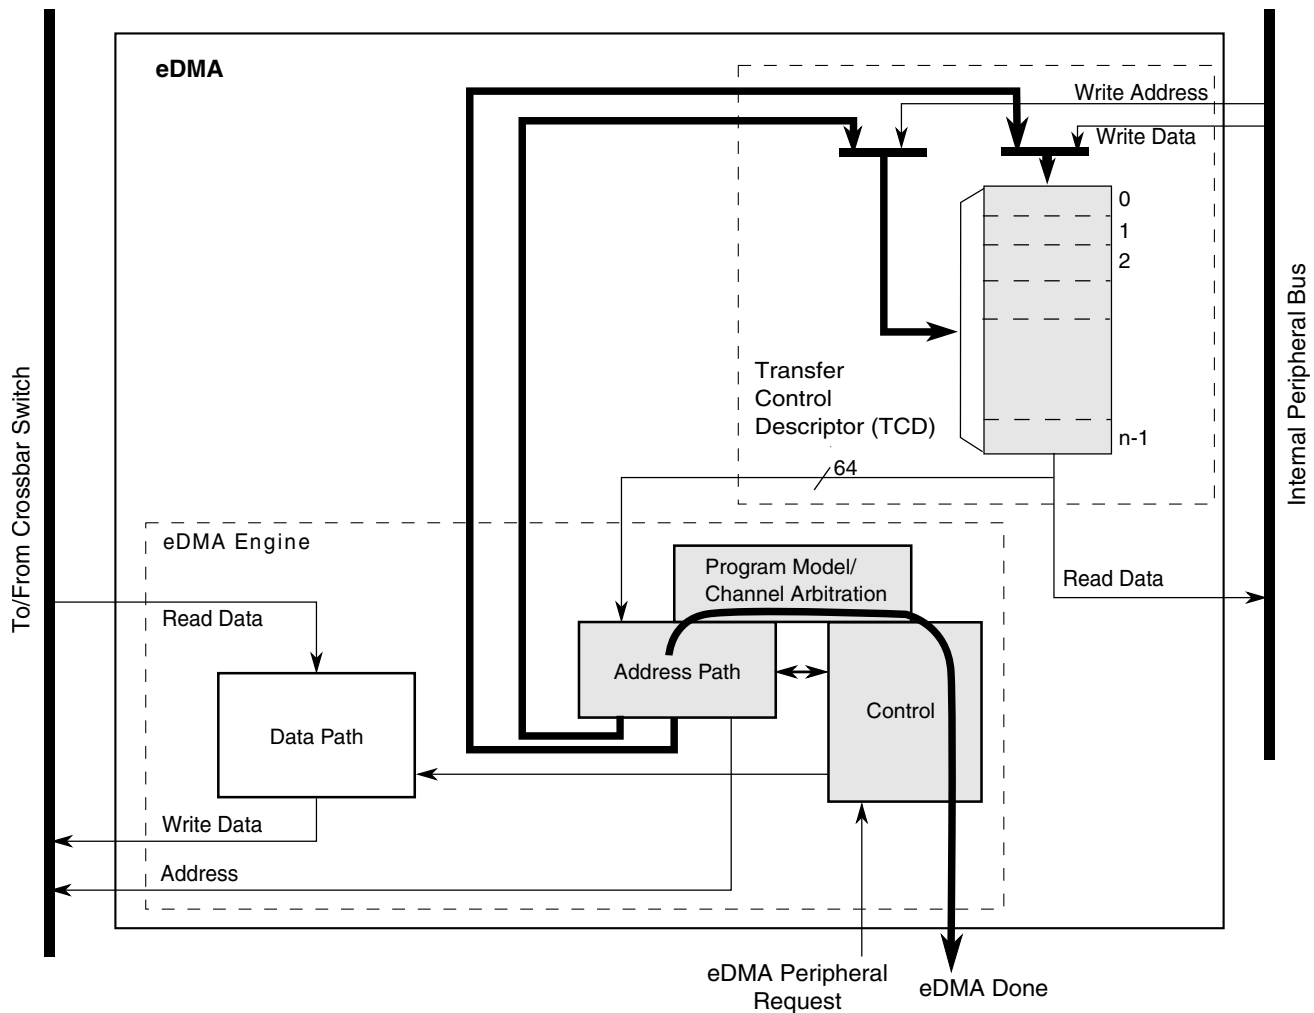 eDMA
Write Address
Write Data
0
1
2
n-1
Transfer
Control
Descriptor (TCD)
64
To/From Crossbar Switch
Internal Peripheral Bus
eDMA Engine
Program Model/
Channel Arbitration
Read Data
Read Data
Address Path
Control
Data Path
Write Data
Address
eDMA Peripheral
Request
eDMA Done